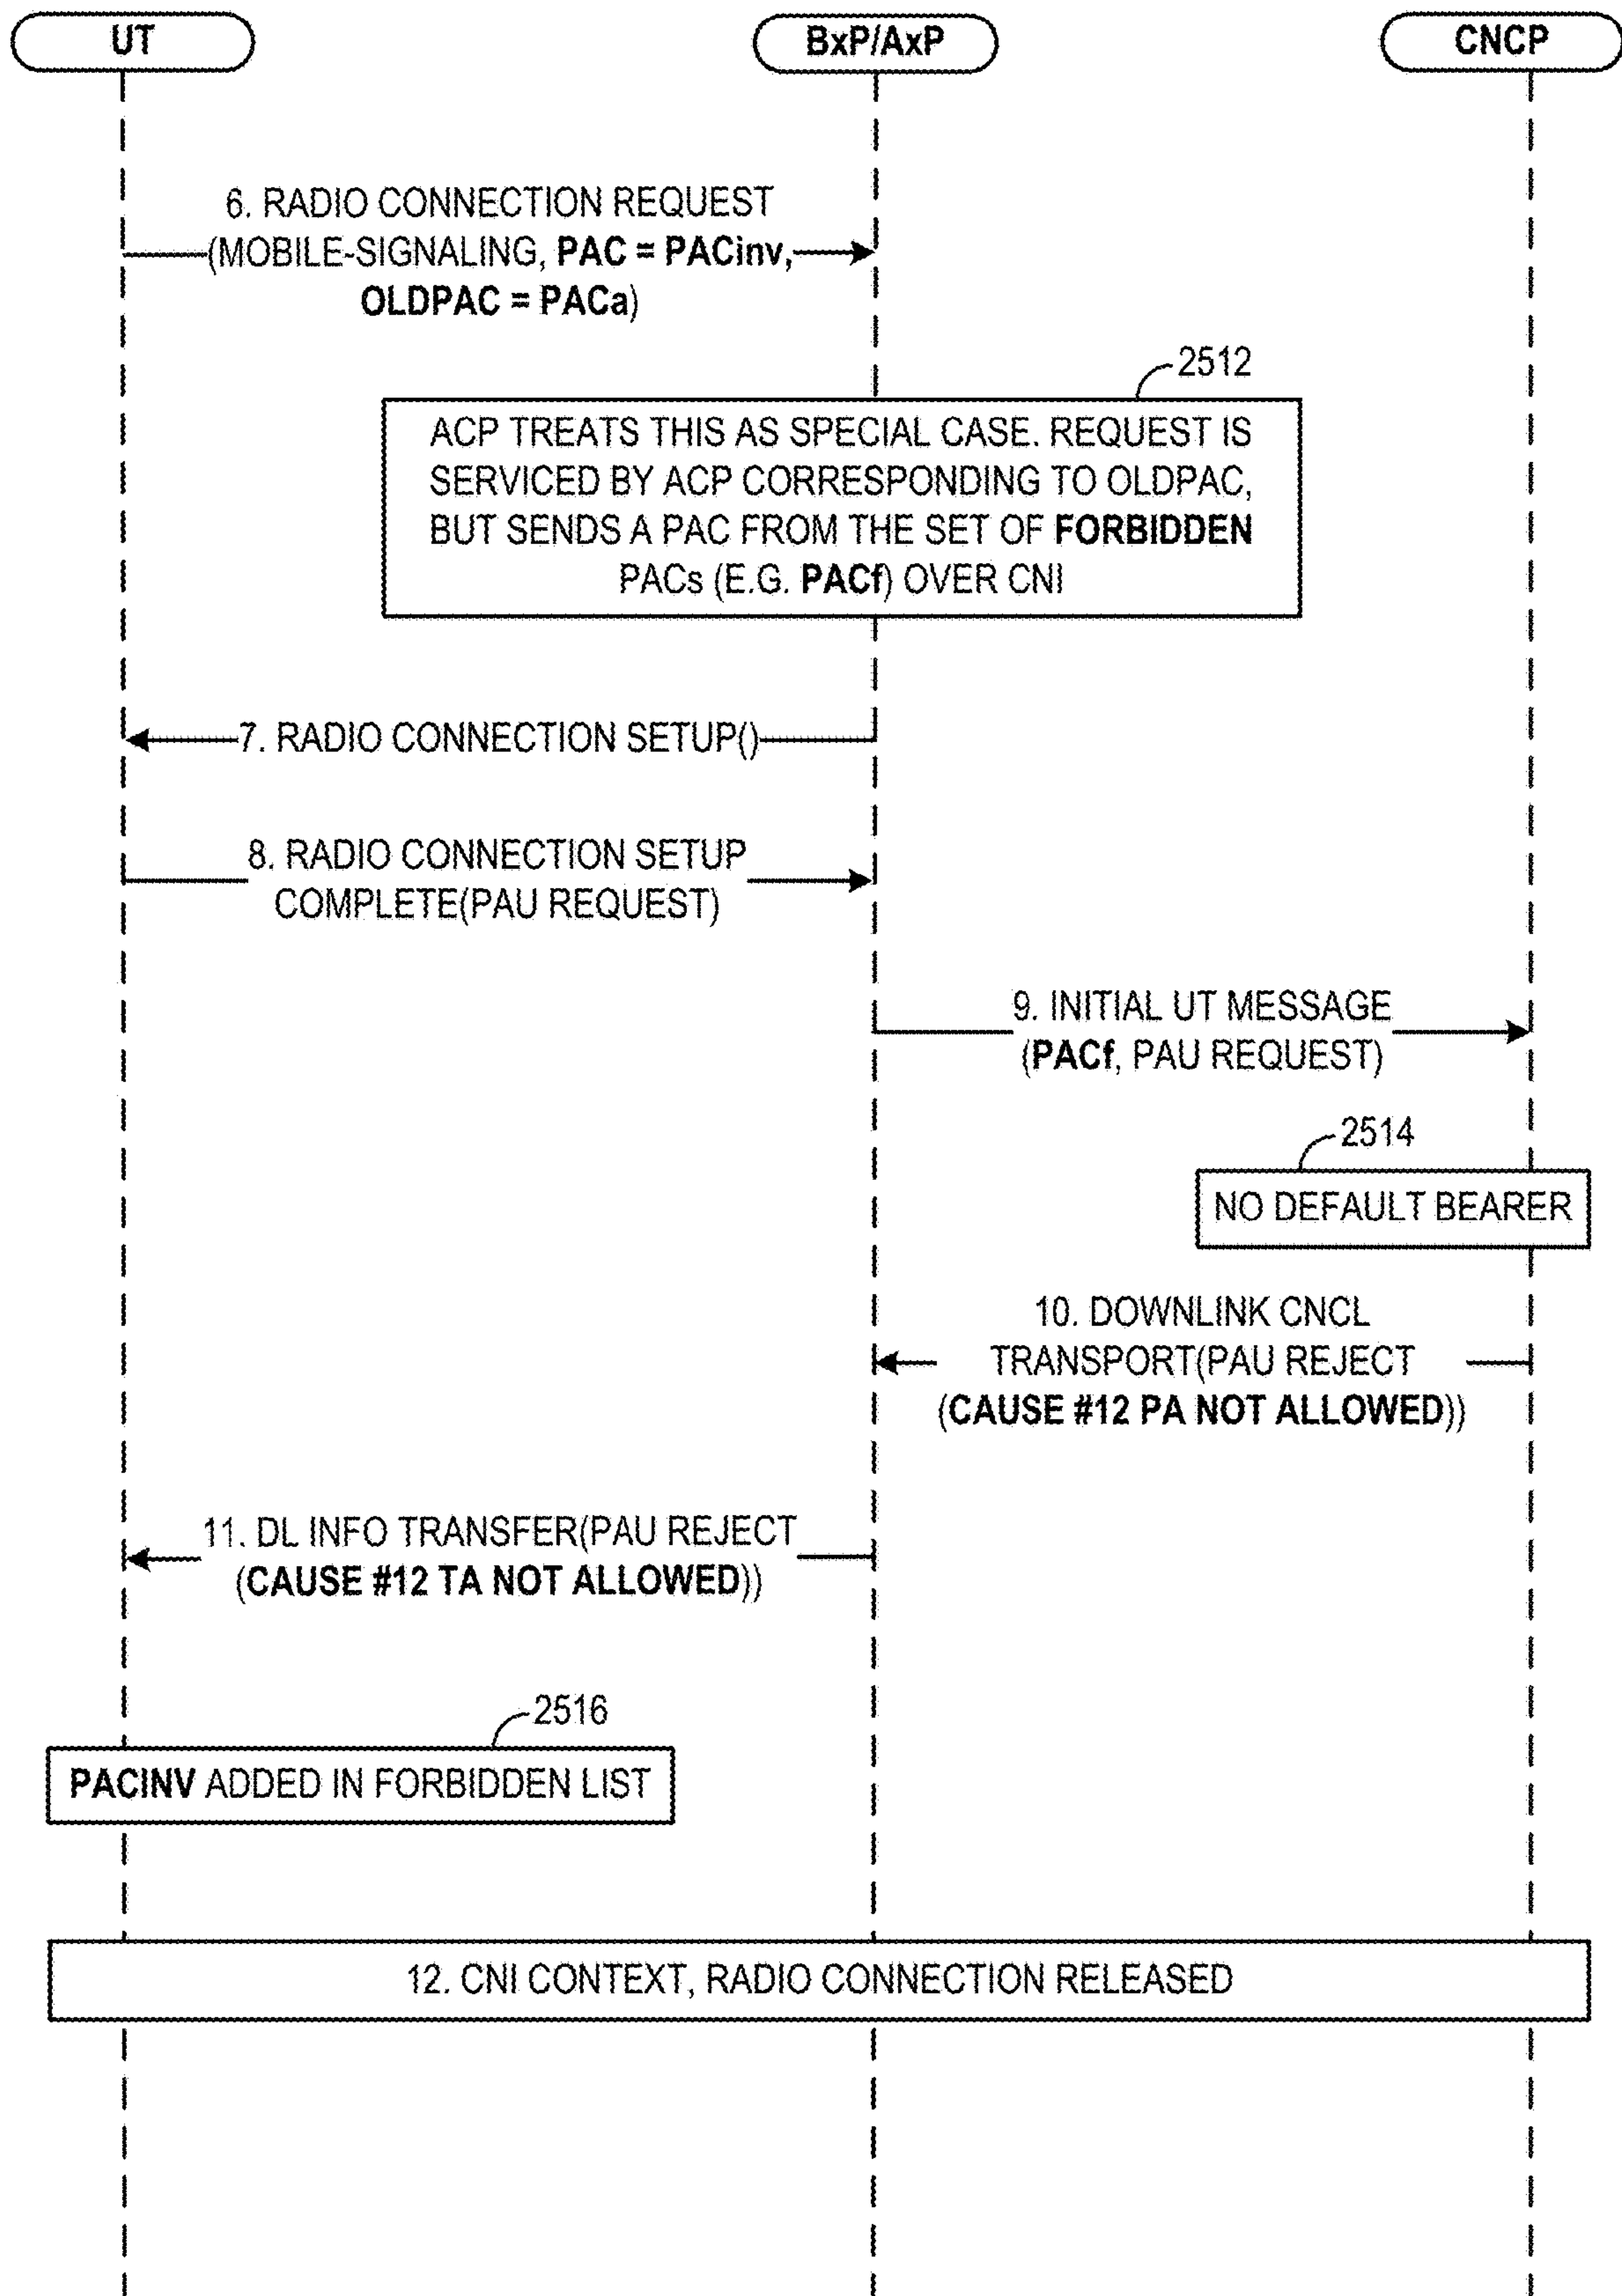 UT
BxP/AxP
CNCP
6. RADIO CONNECTION REQUEST
(MOBILE-SIGNALING, PAC = PACinv,
OLDPAC = PACa)
2512
ACP TREATS THIS AS SPECIAL CASE. REQUEST IS
SERVICED BY ACP CORRESPONDING TO OLDPAC,
BUT SENDS A PAC FROM THE SET OF FORBIDDEN
PACs (E.G. PACf) OVER CNI
7. RADIO CONNECTION SETUP()
8. RADIO CONNECTION SETUP
COMPLETE(PAU REQUEST)
9. INITIAL UT MESSAGE
(PACf, PAU REQUEST)
2514
NO DEFAULT BEARER
10. DOWNLINK CNCL
TRANSPORT(PAU REJECT
(CAUSE #12 PA NOT ALLOWED))
11. DL INFO TRANSFER(PAU REJECT
(CAUSE #12 TA NOT ALLOWED))
2516
PACINV ADDED IN FORBIDDEN LIST
12. CNI CONTEXT, RADIO CONNECTION RELEASED